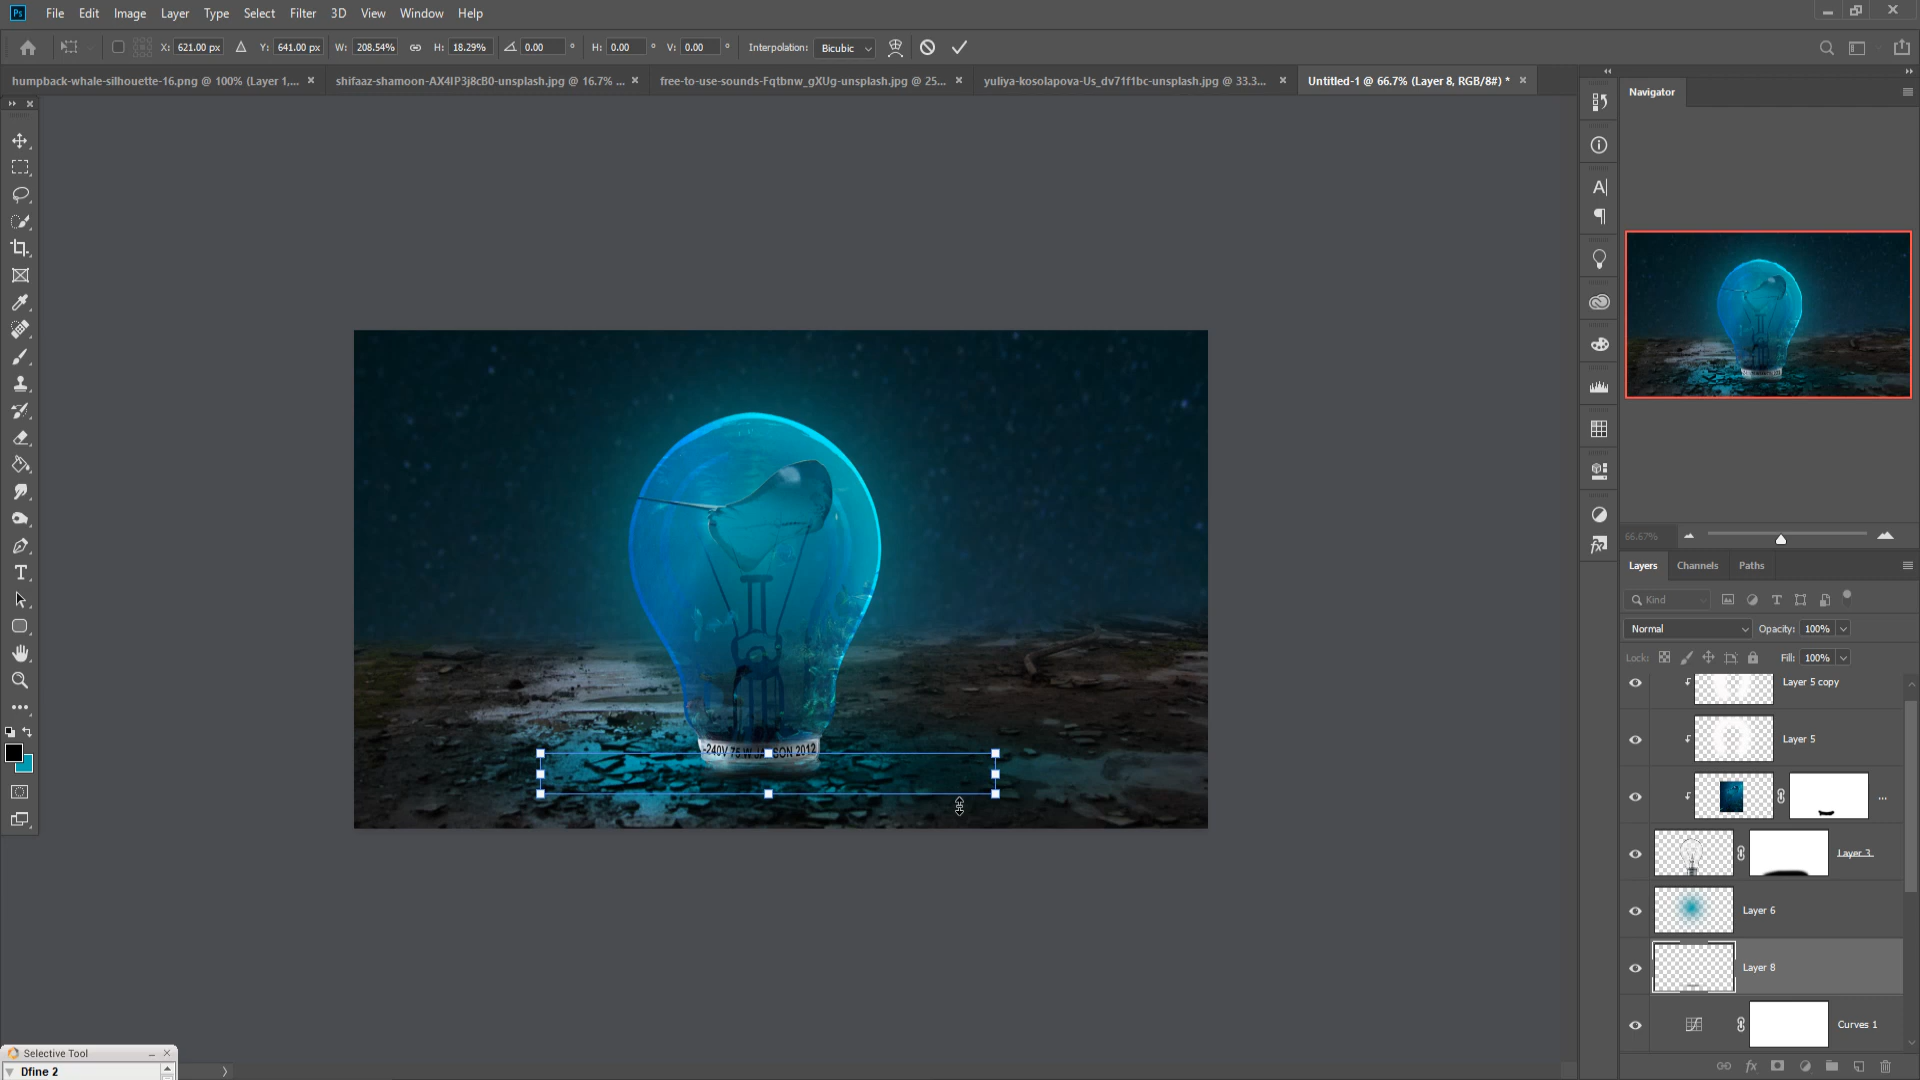 Ps File Edit Image Layer Type Select Filter 3D View Window Help
X: 621.00 px Y: 641.00 px W: 208.54% H: 18.29% 0.00 ° H: 0.00 ° V: 0.00 ° Interpolation: Bicubic
humpback-whale-silhouette-16.png @ 100% (Layer 1,... × shifaaz-shamoon-AX4IP3j8cB0-unsplash.jpg @ 16.7% ... × free-to-use-sounds-Fqtbnw_gXUg-unsplash.jpg @ 25... × yuliya-kosolapova-Us_dv71f1bc-unsplash.jpg @ 33.3... × Untitled-1 @ 66.7% (Layer 8, RGB/8#) * ×
Navigator
66.67%
Layers Channels Paths
Kind
Normal Opacity: 100%
Lock: Fill: 100%
Layer 5 copy
Layer 5
...
Layer 3
Layer 6
Layer 8
Curves 1
-240V 75 W 2012
Selective Tool
Dfine 2